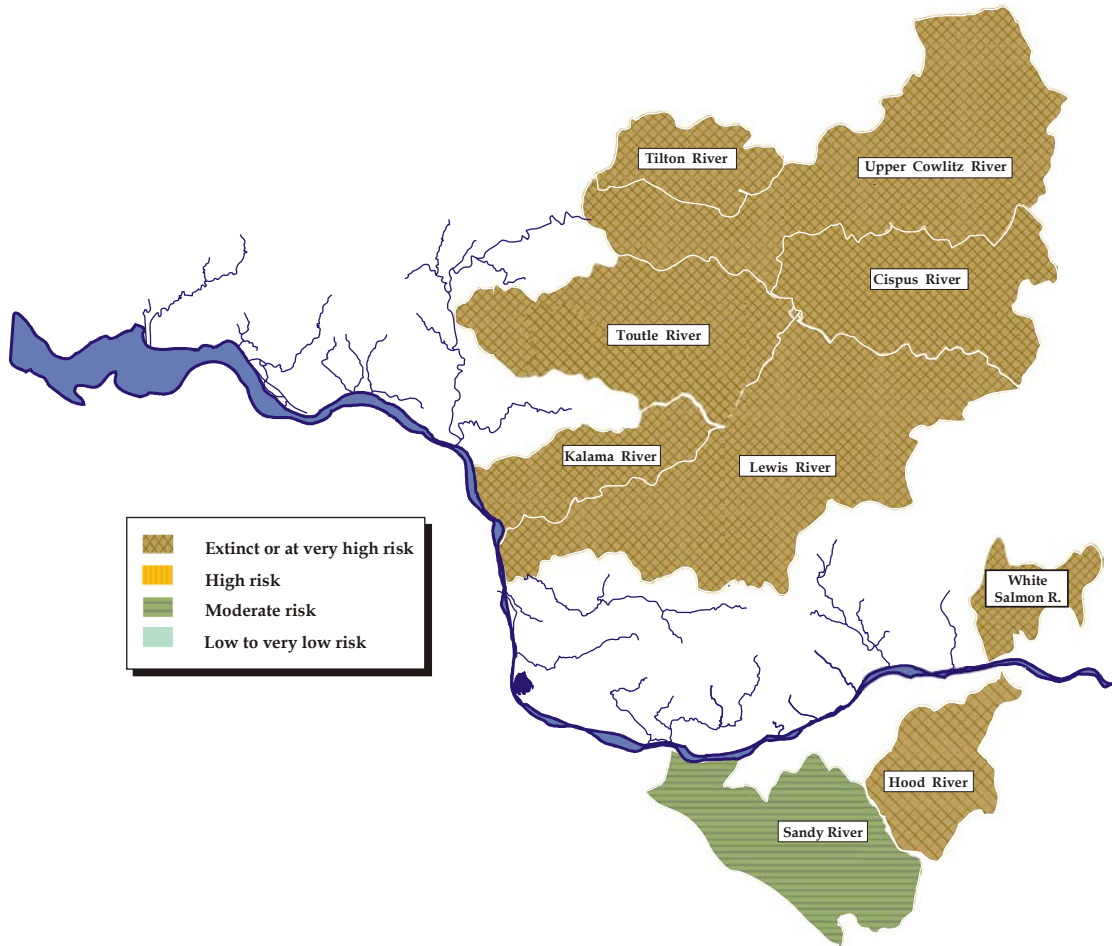 Tilton River
Upper Cowlitz River
Cispus River
Toutle River
Kalama River
Lewis River
Extinct or at very high risk
High risk
Moderate risk
Low to very low risk
White
Salmon R.
Hood River
Sandy River